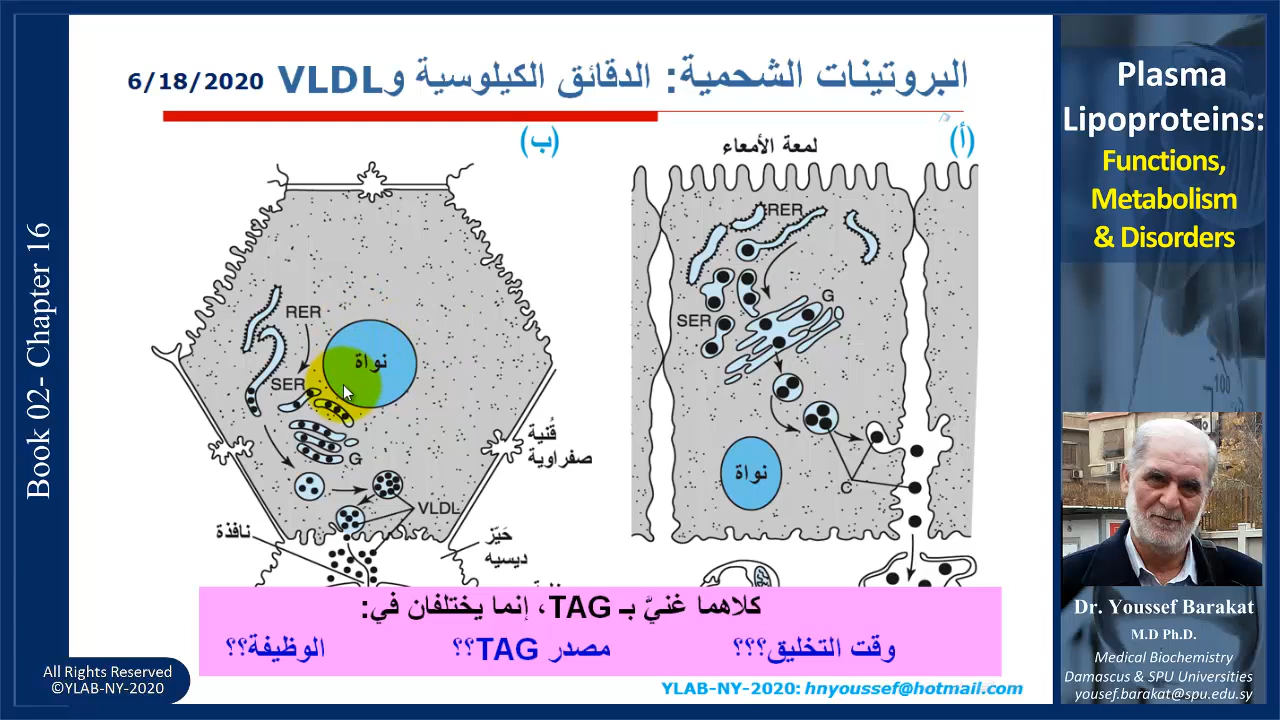 البروتينات الشحمية: الدقائق الكيلوسية وVLDL
6/18/2020
(أ)
(ب)
لمعة الأمعاء
RER
SER
G
نواة
C
RER
نواة
SER
G
VLDL
قُنية
صفراوية
نافذة
حَيّز
ديسيه
كلاهما غنيّ بـ TAG، إنما يختلفان في:
وقت التخليق؟؟؟
مصدر TAG؟؟
الوظيفة؟؟
YLAB-NY-2020: hnyoussef@hotmail.com
Book 02- Chapter 16
All Rights Reserved
©YLAB-NY-2020
Plasma
Lipoproteins:
Functions,
Metabolism
& Disorders
100
Dr. Youssef Barakat
M.D Ph.D.
Medical Biochemistry
Damascus & SPU Universities
yousef.barakat@spu.edu.sy